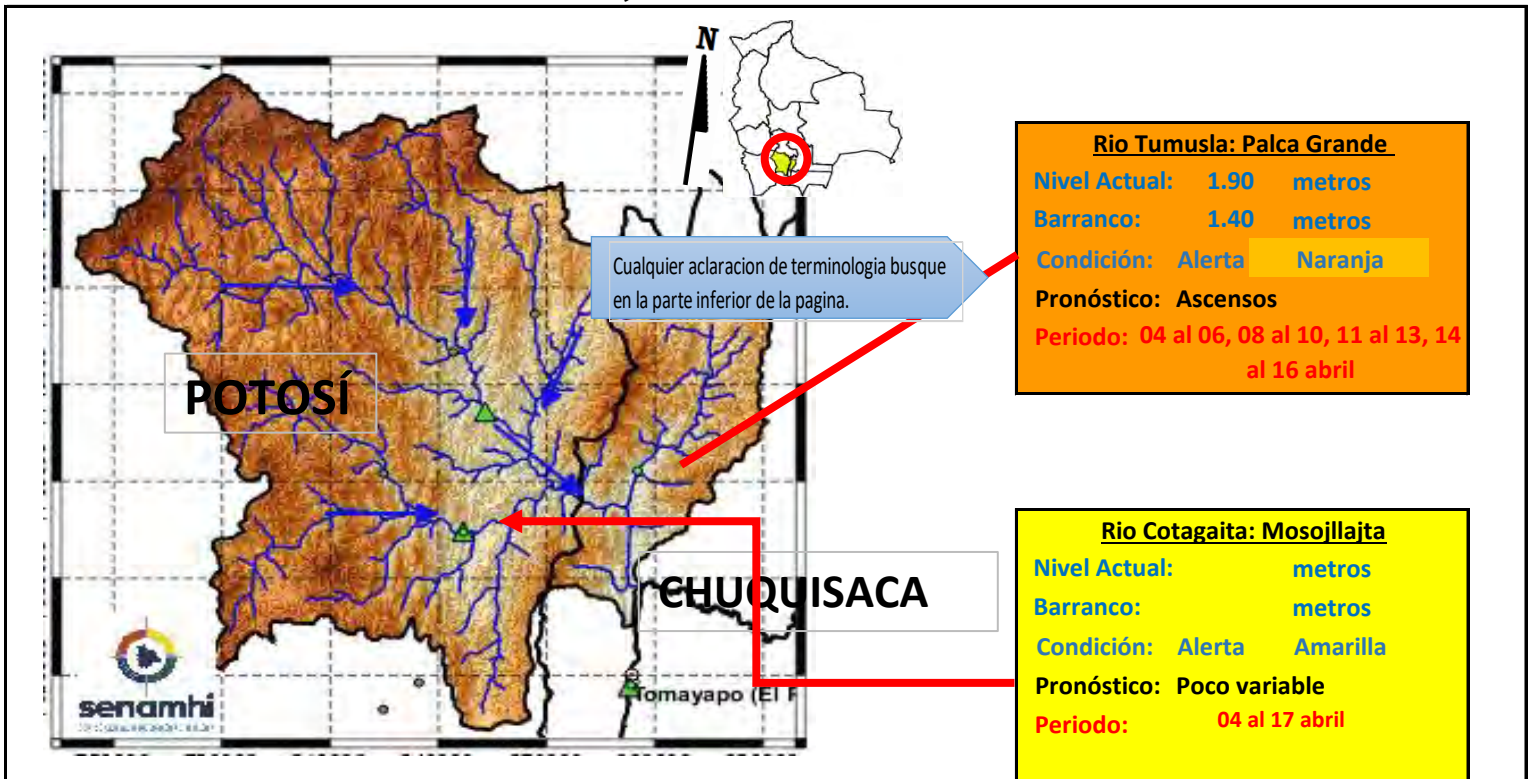 N
Rio Tumusla: Palca Grande
Nivel Actual: 1.90 metros
Barranco: 1.40 metros
Condición: Alerta Naranja
Pronóstico: Ascensos
Periodo: 04 al 06, 08 al 10, 11 al 13, 14
al 16 abril
Cualquier aclaracion de terminologia busque
en la parte inferior de la pagina.
POTOSÍ
CHUQUISACA
Rio Cotagaita: Mosojllajta
Nivel Actual: metros
Barranco: metros
Condición: Alerta Amarilla
Pronóstico: Poco variable
Periodo: 04 al 17 abril
Tomayapo (El
senamhi